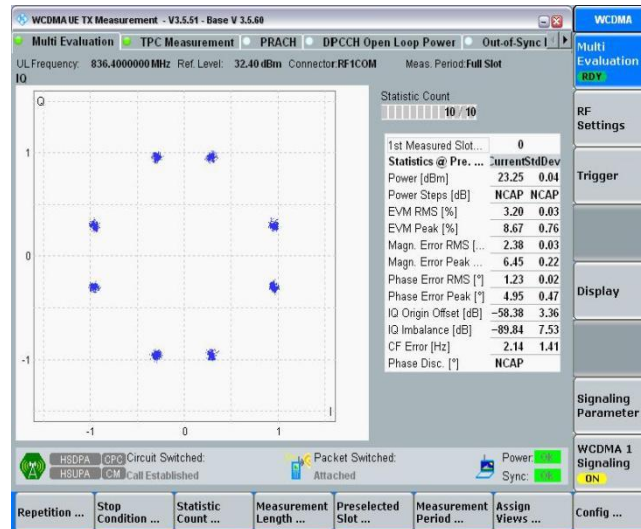 WCDMA UE TX Measurement - V3.5.51 - Base V 3.5.60
WCDMA
Multi Evaluation TPC Measurement PRACH DPCCH Open Loop Power Out-of-Sync
UL Frequency: 836.4000000 MHz Ref. Level: 32.40 dBm Connector: RF1COM Meas. Period: Full Slot
IQ
Multi
Evaluation
RDY
RF
Settings
Trigger
Display
Signaling
Parameter
WCDMA 1
Signaling
ON
Config ...
Q
1
0
-1
-1 0 1
I
Statistic Count
10 / 10
1st Measured Slot... 0
Statistics @ Pre. ... Current StdDev
Power [dBm] 23.25 0.04
Power Steps [dB] NCAP NCAP
EVM RMS [%] 3.20 0.03
EVM Peak [%] 8.67 0.76
Magn. Error RMS [... 2.38 0.03
Magn. Error Peak ... 6.45 0.22
Phase Error RMS [°] 1.23 0.02
Phase Error Peak [°] 4.95 0.47
IQ Origin Offset [dB] -58.38 3.36
IQ Imbalance [dB] -89.84 7.53
CF Error [Hz] 2.14 1.41
Phase Disc. [°] NCAP
HSDPA CPC Circuit Switched: Packet Switched: Power: OK
HSUPA CM Call Established Attached Sync: OK
Repetition ... Stop Condition ... Statistic Count ... Measurement Length ... Preselected Slot ... Measurement Period ... Assign Views ...